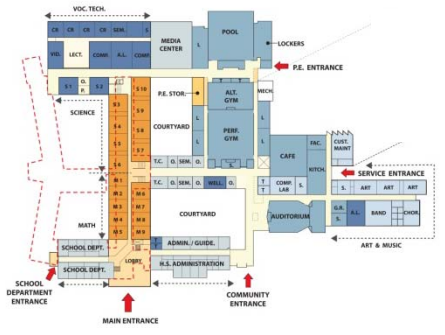 VOC. TECH.
CR CR CR CR SEM. S
MEDIA
CENTER
POOL
L
LOCKERS
LECT. COMP. A.L. COMP.
P.E. ENTRANCE
S 1 O. S 2
P.
S 10
P.E. STOR.
ALT.
GYM
MECH.
SCIENCE
S 3
S 4
S 5
S 6
S 9
S 8
S 7
COURTYARD
L
L
L
L
PERF.
GYM
S
CAFE
FAC.
KITCH.
CUST.
MAINT
SERVICE ENTRANCE
T.C. O. SEM. O.
T.C. O. SEM. WELL. O.
T
T
COMP.
LAB
S
S. ART ART ART
MATH
M 1
M 2
M 3
M 4
M 5
M 6
M 7
M 8
M 9
COURTYARD
AUDITORIUM
G.R.
S.
A.L.
BAND
CHOR.
ART & MUSIC
SCHOOL DEPT.
ADMIN./ GUIDE.
LOBBY
SCHOOL DEPT.
H.S. ADMINISTRATION
SCHOOL
DEPARTMENT
ENTRANCE
MAIN ENTRANCE
COMMUNITY
ENTRANCE